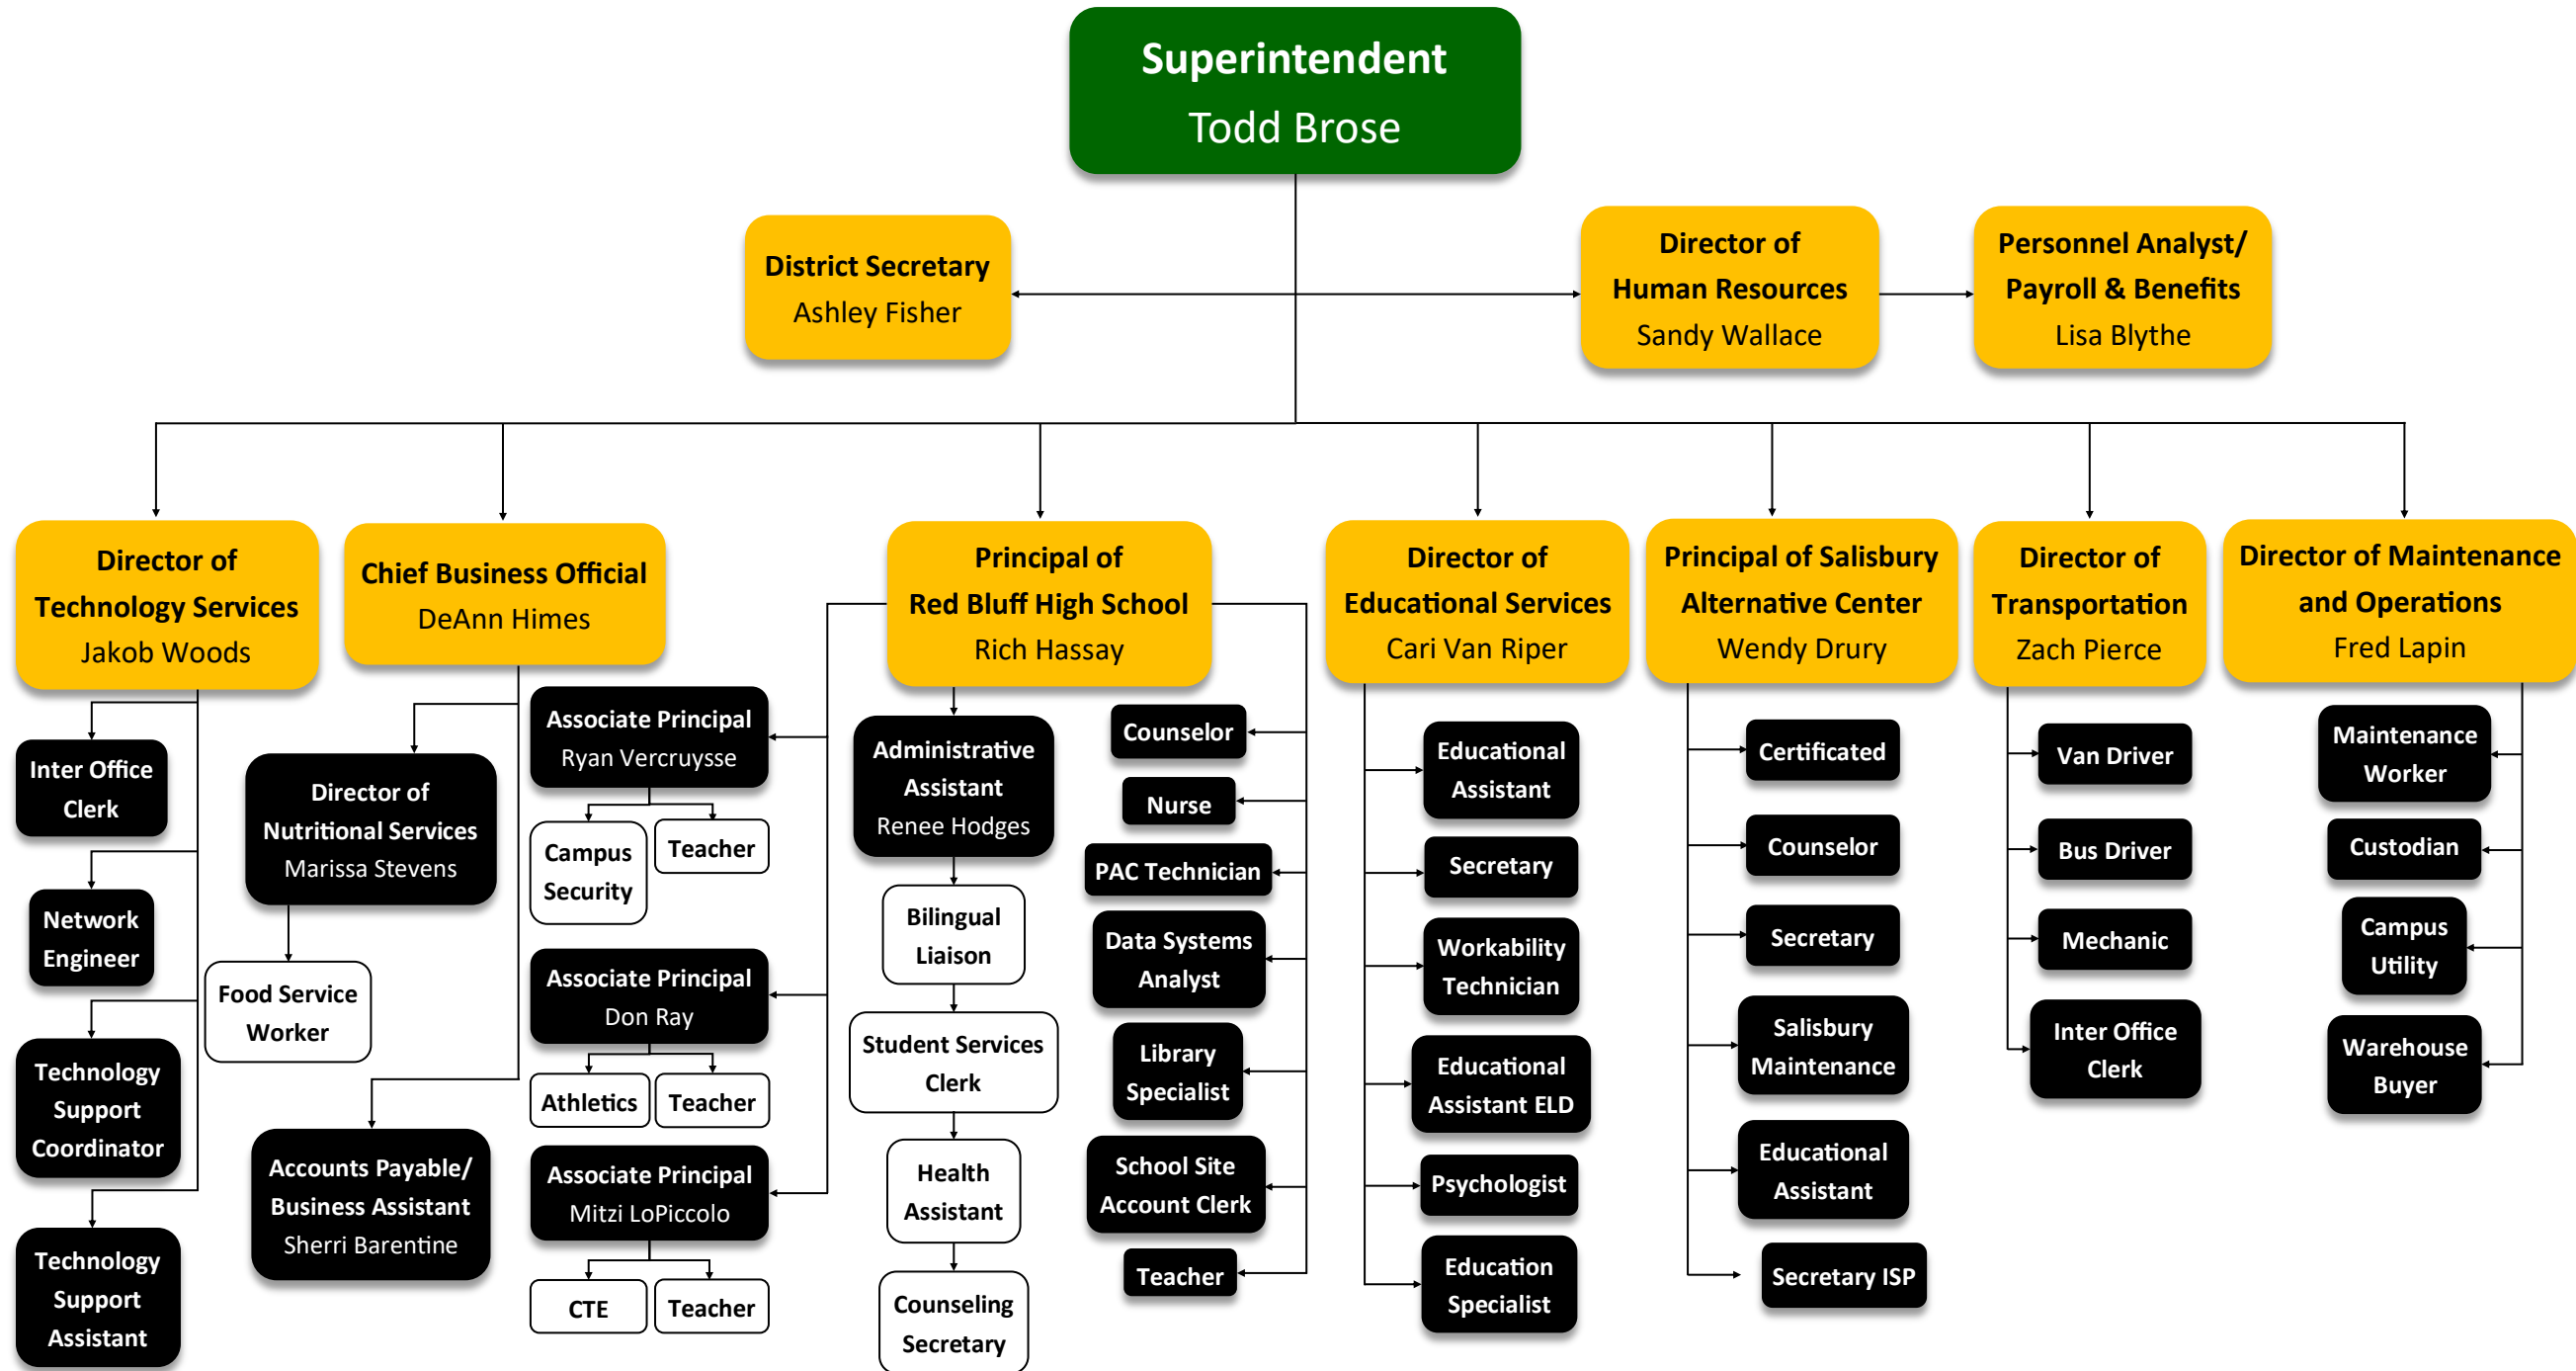 Superintendent
Todd Brose
District Secretary
Ashley Fisher
Director of
Human Resources
Sandy Wallace
Personnel Analyst/
Payroll & Benefits
Lisa Blythe
Director of
Technology Services
Jakob Woods
Inter Office
Clerk
Network
Engineer
Technology
Support
Coordinator
Technology
Support
Assistant
Chief Business Official
DeAnn Himes
Director of
Nutritional Services
Marissa Stevens
Food Service
Worker
Accounts Payable/
Business Assistant
Sherri Barentine
Principal of
Red Bluff High School
Rich Hassay
Associate Principal
Ryan Vercruysse
Campus
Security
Teacher
Associate Principal
Don Ray
Athletics
Teacher
Associate Principal
Mitzi LoPiccolo
CTE
Teacher
Administrative
Assistant
Renee Hodges
Bilingual
Liaison
Student Services
Clerk
Health
Assistant
Counseling
Secretary
Counselor
Nurse
PAC Technician
Data Systems
Analyst
Library
Specialist
School Site
Account Clerk
Teacher
Director of
Educational Services
Cari Van Riper
Educational
Assistant
Secretary
Workability
Technician
Educational
Assistant ELD
Psychologist
Education
Specialist
Principal of Salisbury
Alternative Center
Wendy Drury
Certificated
Counselor
Secretary
Salisbury
Maintenance
Educational
Assistant
Secretary ISP
Director of
Transportation
Zach Pierce
Van Driver
Bus Driver
Mechanic
Inter Office
Clerk
Director of Maintenance
and Operations
Fred Lapin
Maintenance
Worker
Custodian
Campus
Utility
Warehouse
Buyer